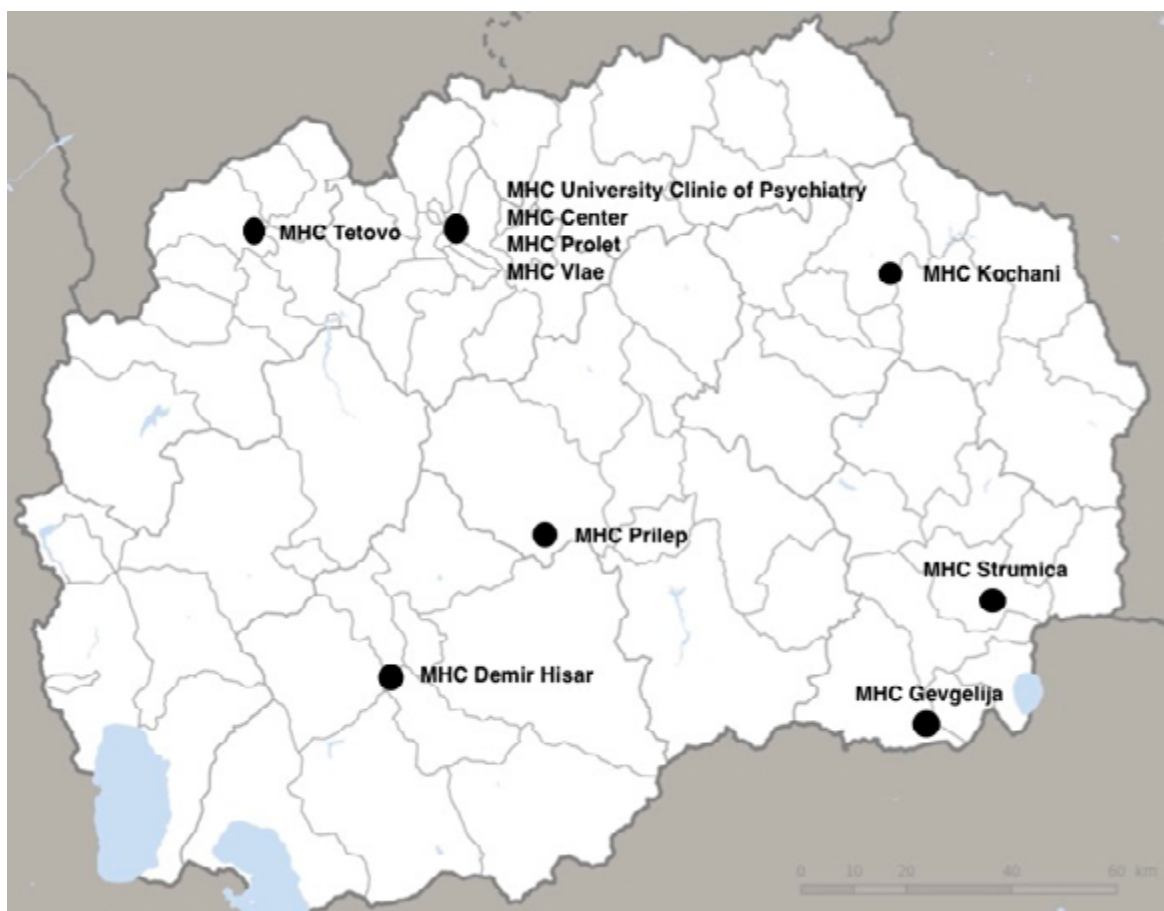 MHC University Clinic of Psychiatry
MHC Center
MHC Tetovo
MHC Prolet
MHC Vlae
MHC Kochani
MHC Prilep
MHC Strumica
MHC Demir Hisar
MHC Gevgelija
0 10 20 40 60 km